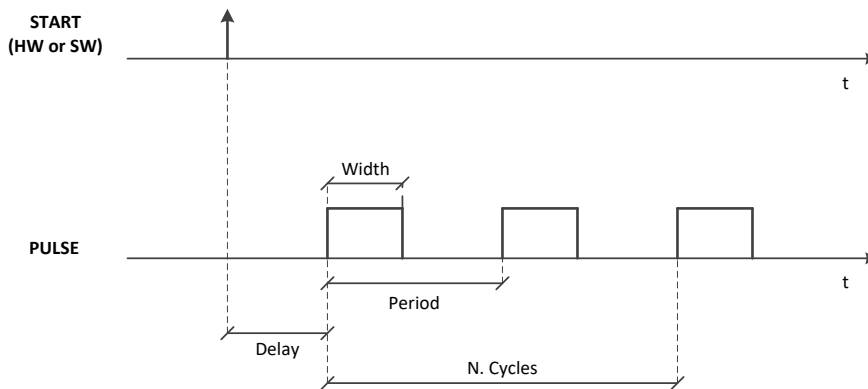 START
(HW or SW)
t
Width
PULSE
t
Period
Delay
N. Cycles